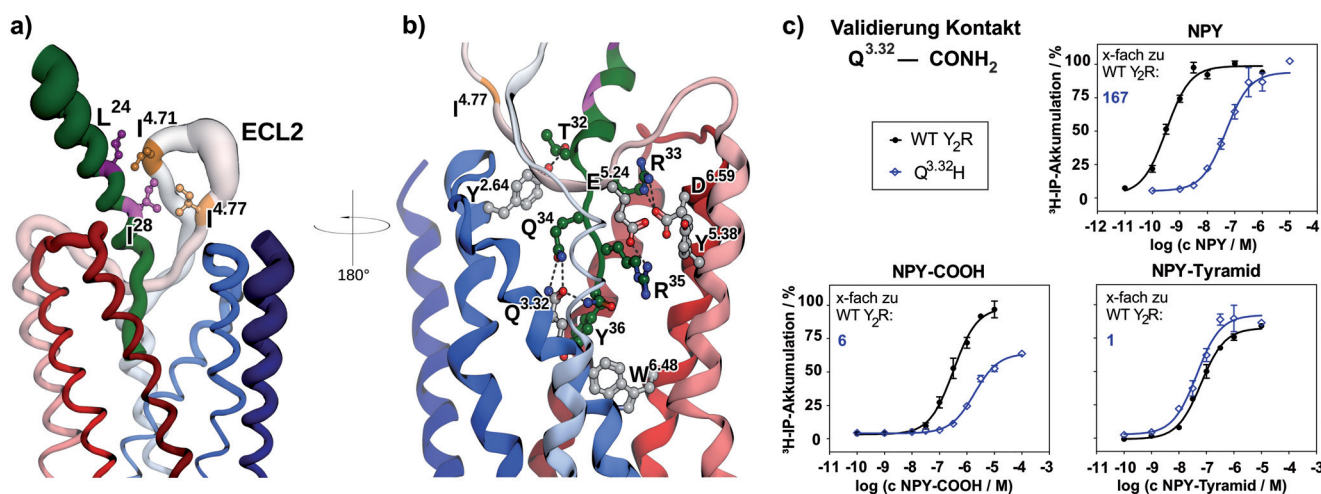 a)
L24
I4.71
ECL2
I28
I4.77
180°
b)
I4.77
T32
R33
E5.24
D6.59
Y2.64
Q34
Y5.38
R35
Q3.32
Y36
W6.48
c)
Validierung Kontakt
Q3.32 — CONH2
WT Y2R
Q3.32H
NPY
x-fach zu
WT Y2R:
167
3H-IP-Akkumulation / %
100
75
50
25
0
-11 -10 -9 -8 -7 -6 -5 -4
log (c NPY / M)
NPY-COOH
x-fach zu
WT Y2R:
6
3H-IP-Akkumulation / %
100
75
50
25
0
-11 -10 -9 -8 -7 -6 -5 -4 -3
log (c NPY-COOH / M)
NPY-Tyramid
x-fach zu
WT Y2R:
1
-11 -10 -9 -8 -7 -6 -5 -4
log (c NPY-Tyramid / M)